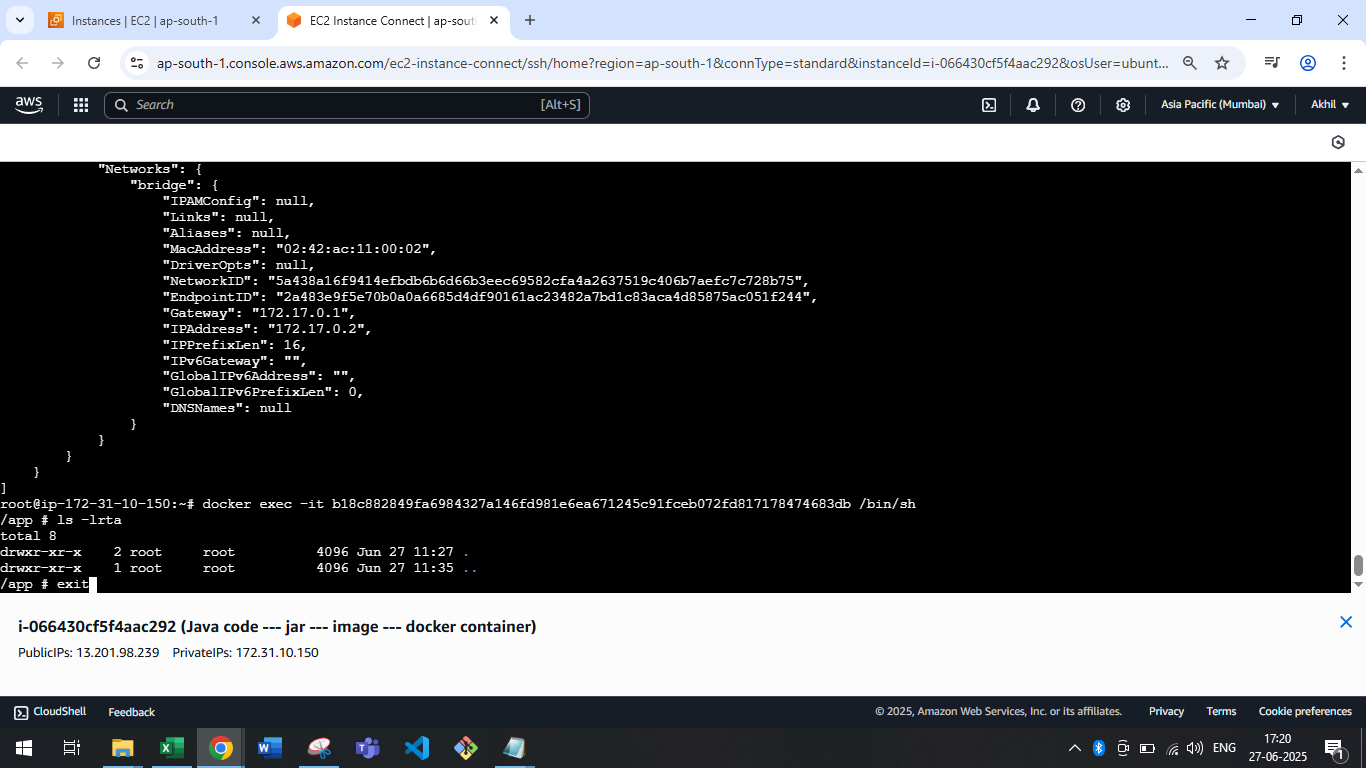 Instances | EC2 | ap-south-1
EC2 Instance Connect | ap-sout
ap-south-1.console.aws.amazon.com/ec2-instance-connect/ssh/home?region=ap-south-1&connType=standard&instanceId=i-066430cf5f4aac292&osUser=ubunt...
aws
Search
[Alt+S]
Asia Pacific (Mumbai)
Akhil
"Networks": {
"bridge": {
"IPAMConfig": null,
"Links": null,
"Aliases": null,
"MacAddress": "02:42:ac:11:00:02",
"DriverOpts": null,
"NetworkID": "5a438a16f9414efbdb6b6d66b3eec69582cfa4a2637519c406b7aefc7c728b75",
"EndpointID": "2a483e9f5e70b0a0a6685d4df90161ac23482a7bd1c83aca4d85875ac051f244",
"Gateway": "172.17.0.1",
"IPAddress": "172.17.0.2",
"IPPrefixLen": 16,
"IPv6Gateway": "",
"GlobalIPv6Address": "",
"GlobalIPv6PrefixLen": 0,
"DNSNames": null
}
}
}
}
]
root@ip-172-31-10-150:~# docker exec -it b18c882849fa6984327a146fd981e6ea671245c91fceb072fd817178474683db /bin/sh
/app # ls -lrta
total 8
drwxr-xr-x 2 root root 4096 Jun 27 11:27 .
drwxr-xr-x 1 root root 4096 Jun 27 11:35 ..
/app # exit
i-066430cf5f4aac292 (Java code --- jar --- image --- docker container)
PublicIPs: 13.201.98.239 PrivateIPs: 172.31.10.150
CloudShell
Feedback
© 2025, Amazon Web Services, Inc. or its affiliates.
Privacy
Terms
Cookie preferences
ENG
17:20
27-06-2025
1